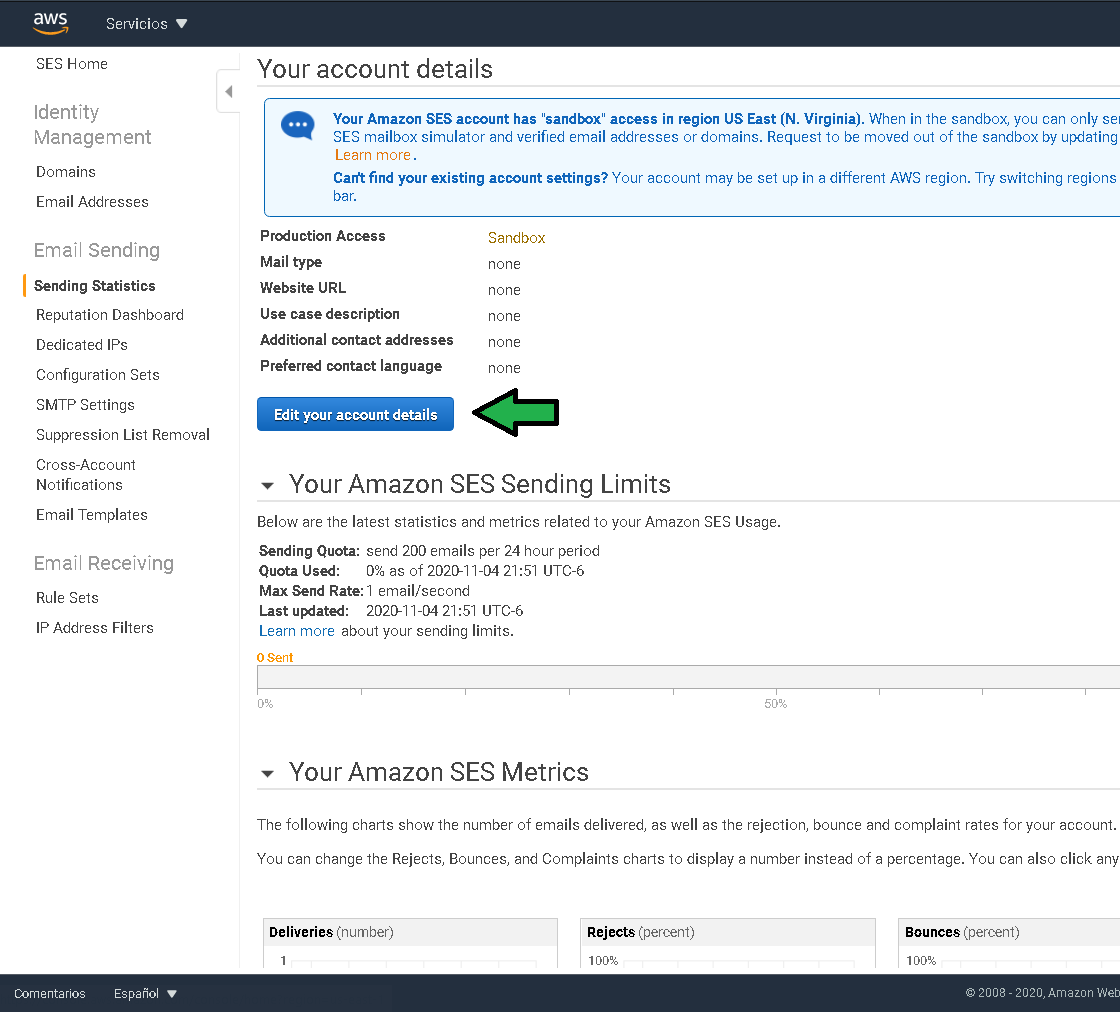 aws
Servicios
SES Home
Identity
Management
Domains
Email Addresses
Email Sending
Sending Statistics
Reputation Dashboard
Dedicated IPs
Configuration Sets
SMTP Settings
Suppression List Removal
Cross-Account
Notifications
Email Templates
Email Receiving
Rule Sets
IP Address Filters
Your account details
Your Amazon SES account has "sandbox" access in region US East (N. Virginia). When in the sandbox, you can only se
SES mailbox simulator and verified email addresses or domains. Request to be moved out of the sandbox by updating
Learn more.
Can't find your existing account settings? Your account may be set up in a different AWS region. Try switching regions
bar.
Production Access Sandbox
Mail type none
Website URL none
Use case description none
Additional contact addresses none
Preferred contact language none
Edit your account details
Your Amazon SES Sending Limits
Below are the latest statistics and metrics related to your Amazon SES Usage.
Sending Quota: send 200 emails per 24 hour period
Quota Used: 0% as of 2020-11-04 21:51 UTC-6
Max Send Rate: 1 email/second
Last updated: 2020-11-04 21:51 UTC-6
Learn more about your sending limits.
0 Sent
0% 50%
Your Amazon SES Metrics
The following charts show the number of emails delivered, as well as the rejection, bounce and complaint rates for your account.
You can change the Rejects, Bounces, and Complaints charts to display a number instead of a percentage. You can also click any
Deliveries (number) Rejects (percent) Bounces (percent)
1 100% 100%
Comentarios Español © 2008 - 2020, Amazon Web